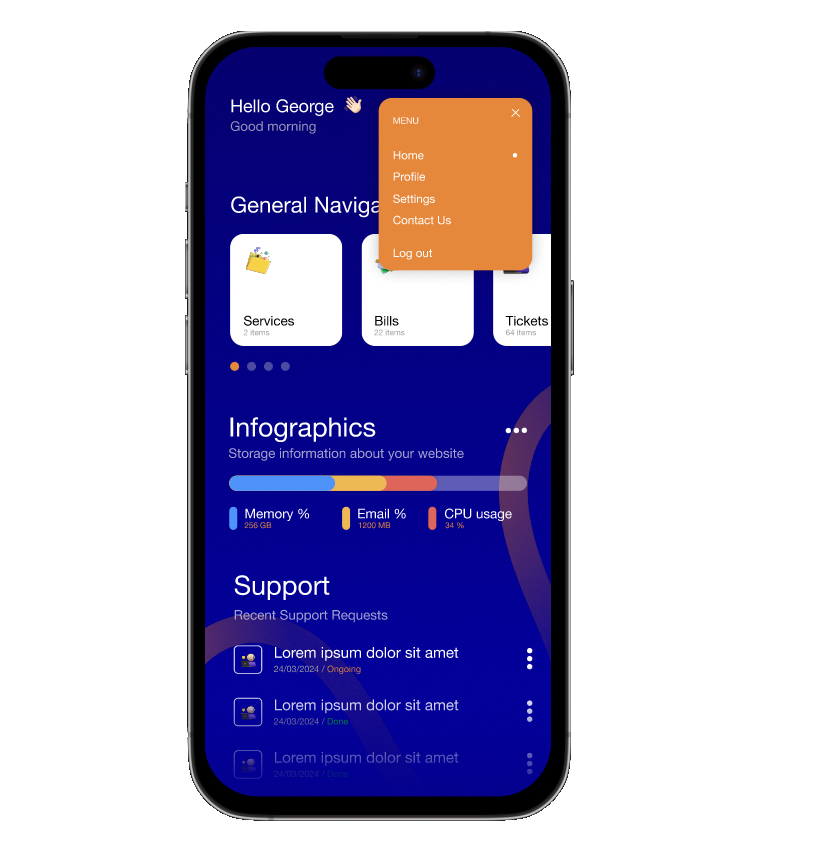 Hello George
Good morning
MENU
Home
Profile
Settings
Contact Us
Log out
General Naviga
Services
2 items
Bills
22 items
Tickets
64 items
Infographics
Storage information about your website
Memory %
256 GB
Email %
1200 MB
CPU usage
34 %
Support
Recent Support Requests
Lorem ipsum dolor sit amet
24/03/2024 / Ongoing
Lorem ipsum dolor sit amet
24/03/2024 / Done
Lorem ipsum dolor sit amet
24/03/2024 / Done